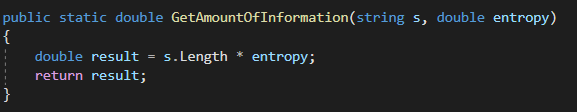 public static double GetAmountOfInformation(string s, double entropy)
{
    double result = s.Length * entropy;
    return result;
}